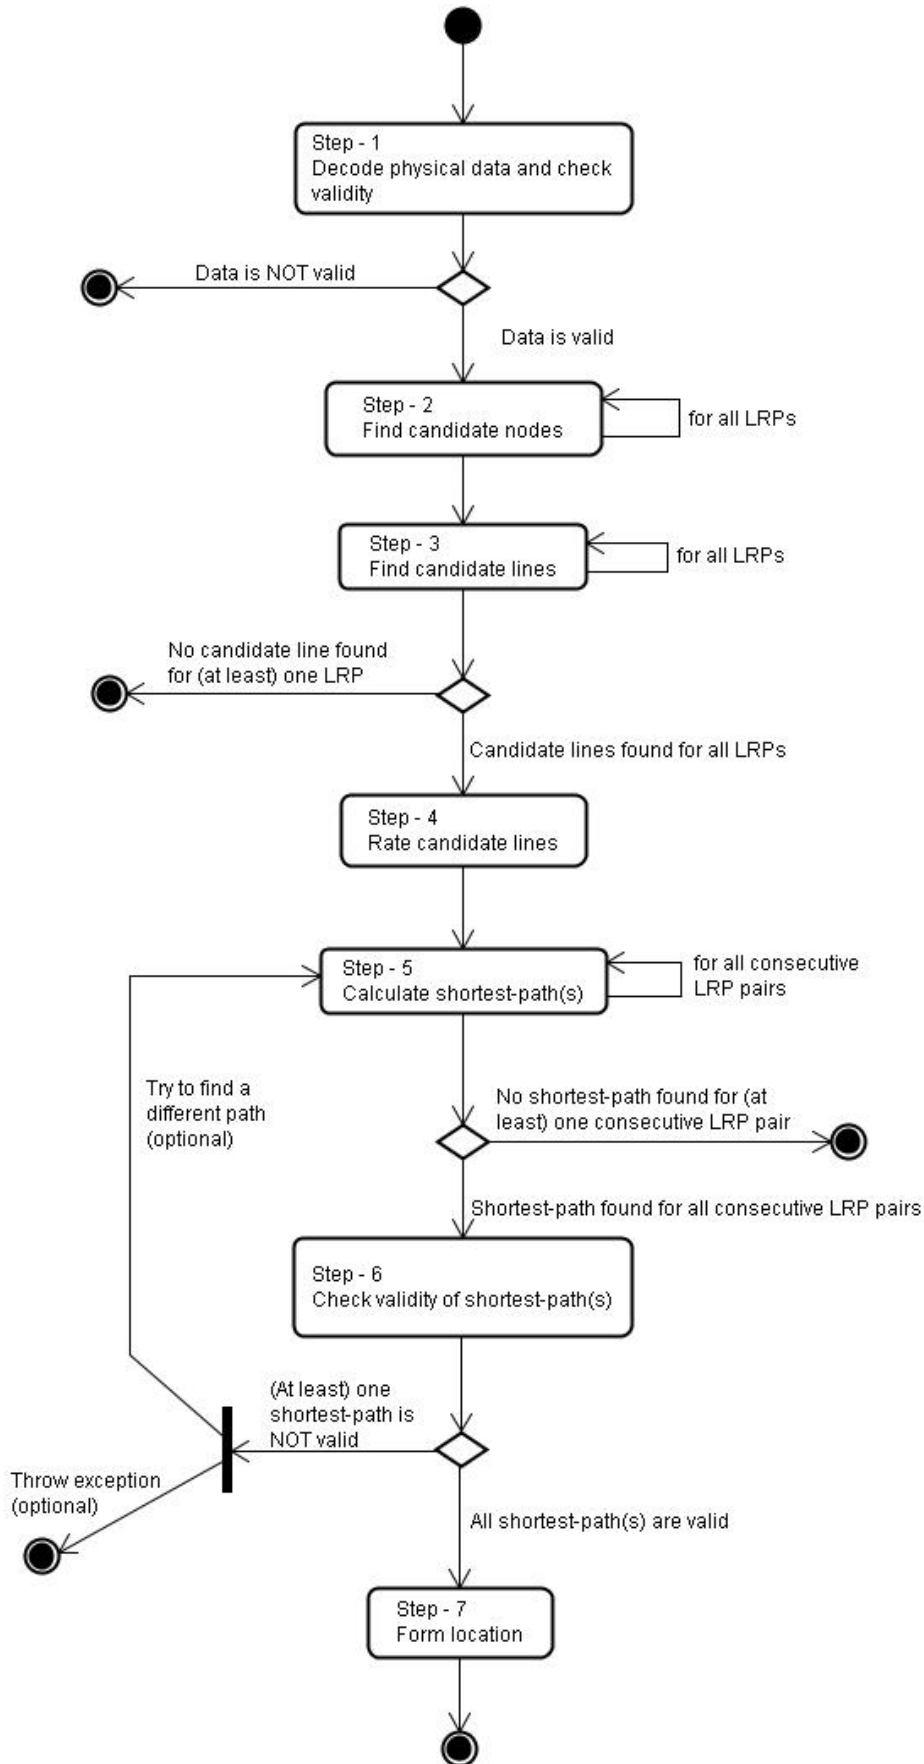 Step - 1
Decode physical data and check
validity
Data is NOT valid
Data is valid
Step - 2
Find candidate nodes
for all LRPs
Step - 3
Find candidate lines
for all LRPs
No candidate line found
for (at least) one LRP
Candidate lines found for all LRPs
Step - 4
Rate candidate lines
Step - 5
Calculate shortest-path(s)
for all consecutive
LRP pairs
Try to find a
different path
(optional)
No shortest-path found for (at
least) one consecutive LRP pair
Shortest-path found for all consecutive LRP pairs
Step - 6
Check validity of shortest-path(s)
(At least) one
shortest-path is
NOT valid
Throw exception
(optional)
All shortest-path(s) are valid
Step - 7
Form location